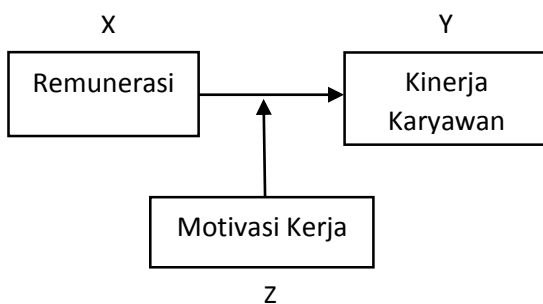 X
Y
Remunerasi
Kinerja
Karyawan
Motivasi Kerja
Z